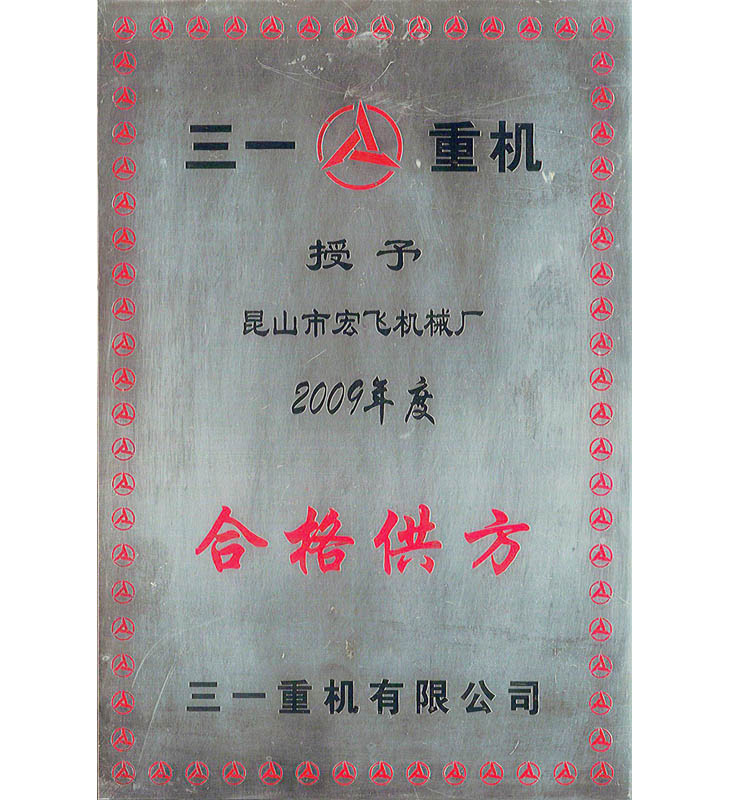 三一 重机
授予
昆山市宏飞机械厂
2009年度
合格供方
三一重机有限公司